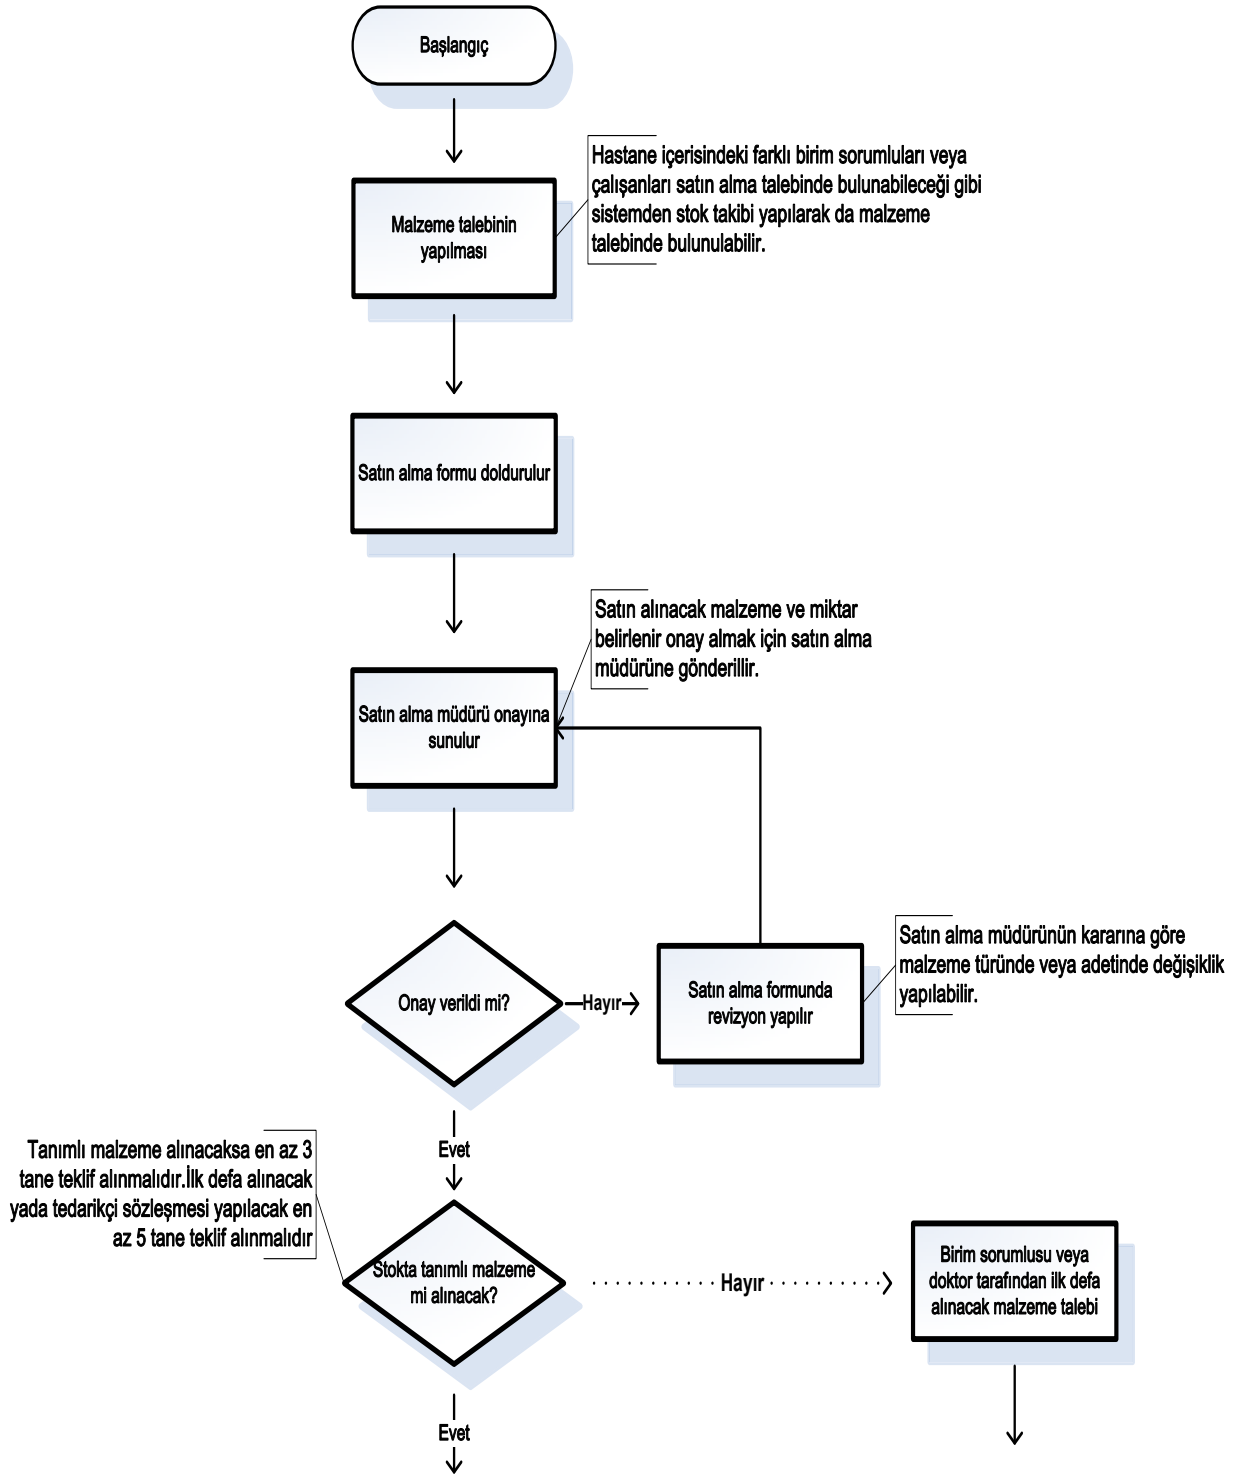 Başlangıç
Malzeme talebinin
yapılması
Hastane içerisindeki farklı birim sorumluları veya
çalışanları satın alma talebinde bulunabileceği gibi
sistemden stok takibi yapılarak da malzeme
talebinde bulunulabilir.
Satın alma formu doldurulur
Satın alınacak malzeme ve miktar
belirlenir onay almak için satın alma
müdürüne gönderillir.
Satın alma müdürü onayına
sunulur
Onay verildi mi?
Hayır
Satın alma formunda
revizyon yapılır
Satın alma müdürünün kararına göre
malzeme türünde veya adetinde değişiklik
yapılabilir.
Evet
Tanımlı malzeme alınacaksa en az 3
tane teklif alınmalıdır.İlk defa alınacak
yada tedarikçi sözleşmesi yapılacak en
az 5 tane teklif alınmalıdır
Stokta tanımlı malzeme
mi alınacak?
Hayır
Birim sorumlusu veya
doktor tarafından ilk defa
alınacak malzeme talebi
Evet